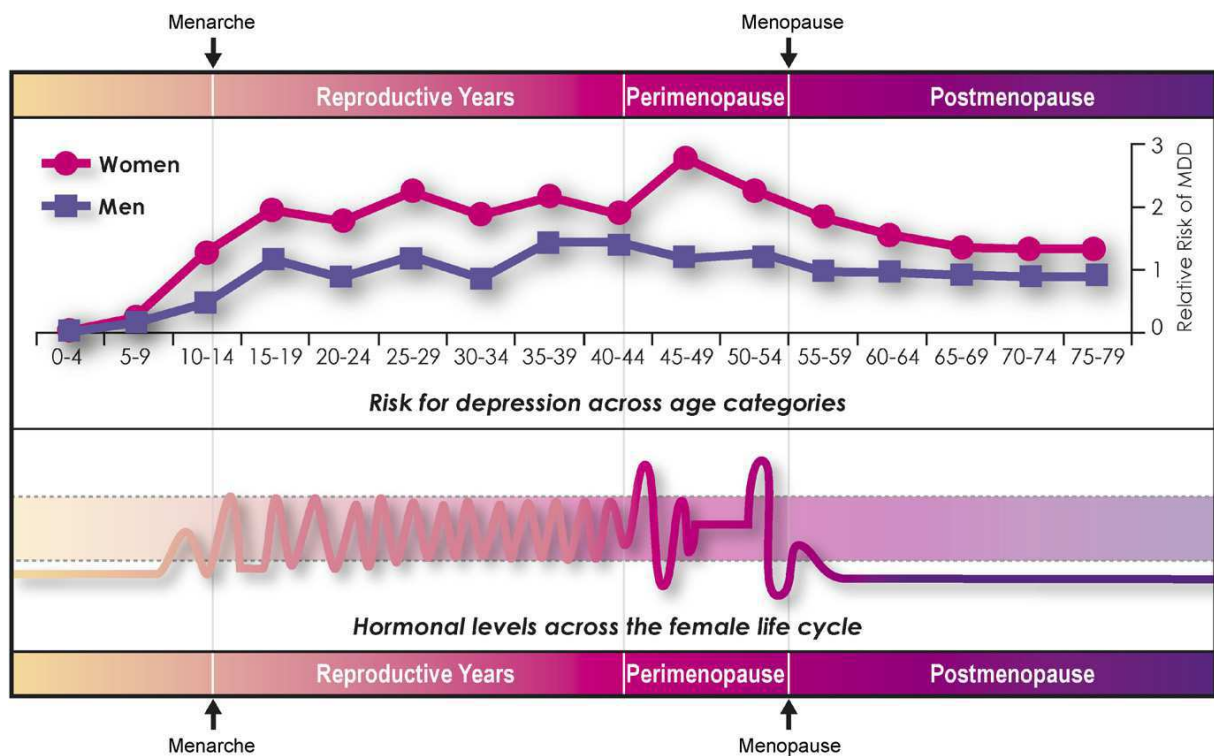 Menarche
Menopause
Reproductive Years
Perimenopause
Postmenopause
Women
Men
3
2
1
0
Relative Risk of MDD
0-4 5-9 10-14 15-19 20-24 25-29 30-34 35-39 40-44 45-49 50-54 55-59 60-64 65-69 70-74 75-79
Risk for depression across age categories
Hormonal levels across the female life cycle
Reproductive Years
Perimenopause
Postmenopause
Menarche
Menopause